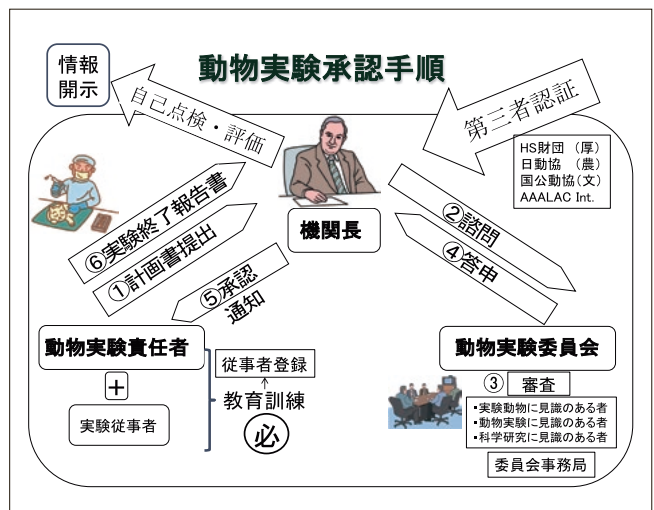 動物実験承認手順
情報
開示
自己点検・評価
第三者認証
HS財団 （厚）
日動協 （農）
国公動協（文）
AAALAC Int.
機関長
⑥実験終了報告書
①計画書提出
⑤承認
通知
②諮問
④答申
動物実験責任者
＋
実験従事者
従事者登録
↑
教育訓練
必
動物実験委員会
③ 審査
▪実験動物に見識のある者
▪動物実験に見識のある者
▪科学研究に見識のある者
委員会事務局